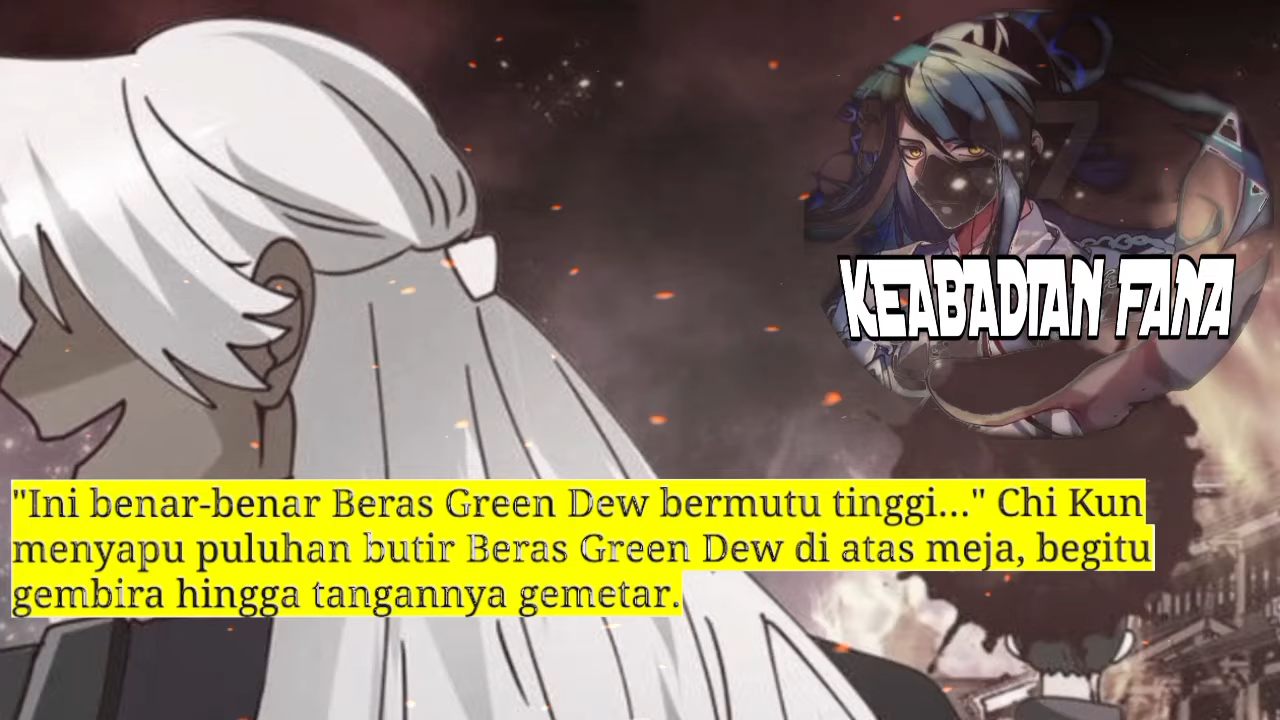 KEABADIAN FANA
"Ini benar-benar Beras Green Dew bermutu tinggi..." Chi Kun
menyapu puluhan butir Beras Green Dew di atas meja, begitu
gembira hingga tangannya gemetar.